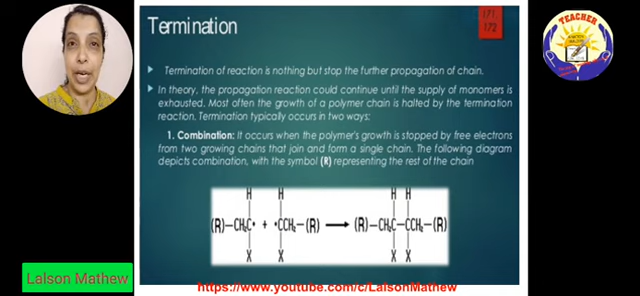 Termination
171
172
TEACHER
Termination of reaction is nothing but stop the further propagation of chain.
In theory, the propagation reaction could continue until the supply of monomers is
exhausted. Most often the growth of a polymer chain is halted by the termination
reaction. Termination typically occurs in two ways:
1. Combination: It occurs when the polymer's growth is stopped by free electrons
from two growing chains that join and form a single chain. The following diagram
depicts combination, with the symbol (R) representing the rest of the chain
H H H H
(R)—CH₂C• + •CCH₂—(R) → (R)—CH₂C—CCH₂—(R)
X X X X
Lalson Mathew
https://www.youtube.com/c/LalsonMathew